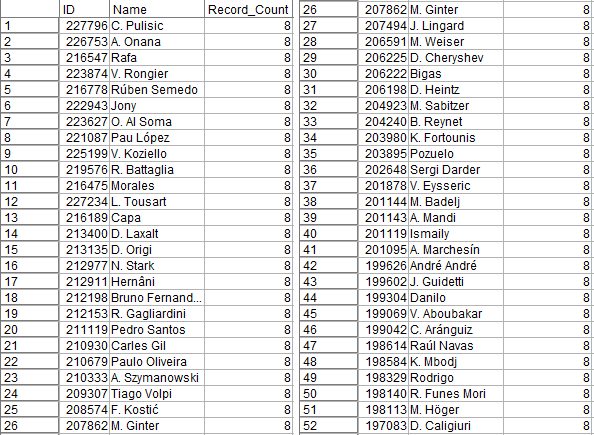 ID Name Record_Count
1 227796 C. Pulisic 8
2 226753 A. Onana 8
3 216547 Rafa 8
4 223874 V. Rongier 8
5 216778 Rúben Semedo 8
6 222943 Jony 8
7 223627 O. Al Soma 8
8 221087 Pau López 8
9 225199 V. Koziello 8
10 219576 R. Battaglia 8
11 216475 Morales 8
12 227234 L. Tousart 8
13 216189 Capa 8
14 213400 D. Laxalt 8
15 213135 D. Origi 8
16 212977 N. Stark 8
17 212911 Hernâni 8
18 212198 Bruno Fernand... 8
19 212153 R. Gagliardini 8
20 211119 Pedro Santos 8
21 210930 Carles Gil 8
22 210679 Paulo Oliveira 8
23 210333 A. Szymanowski 8
24 209307 Tiago Volpi 8
25 208574 F. Kostić 8
26 207862 M. Ginter 8
26 207862 M. Ginter 8
27 207494 J. Lingard 8
28 206591 M. Weiser 8
29 206225 D. Cheryshev 8
30 206222 Bigas 8
31 206198 D. Heintz 8
32 204923 M. Sabitzer 8
33 204240 B. Reynet 8
34 203980 K. Fortounis 8
35 203895 Pozuelo 8
36 202648 Sergi Darder 8
37 201878 V. Eysseric 8
38 201144 M. Badelj 8
39 201143 A. Mandi 8
40 201119 Ismaily 8
41 201095 A. Marchesín 8
42 199626 André André 8
43 199602 J. Guidetti 8
44 199304 Danilo 8
45 199069 V. Aboubakar 8
46 199042 C. Aránguiz 8
47 198614 Raúl Navas 8
48 198584 K. Mbodj 8
49 198329 Rodrigo 8
50 198140 R. Funes Mori 8
51 198113 M. Höger 8
52 197083 D. Caligiuri 8